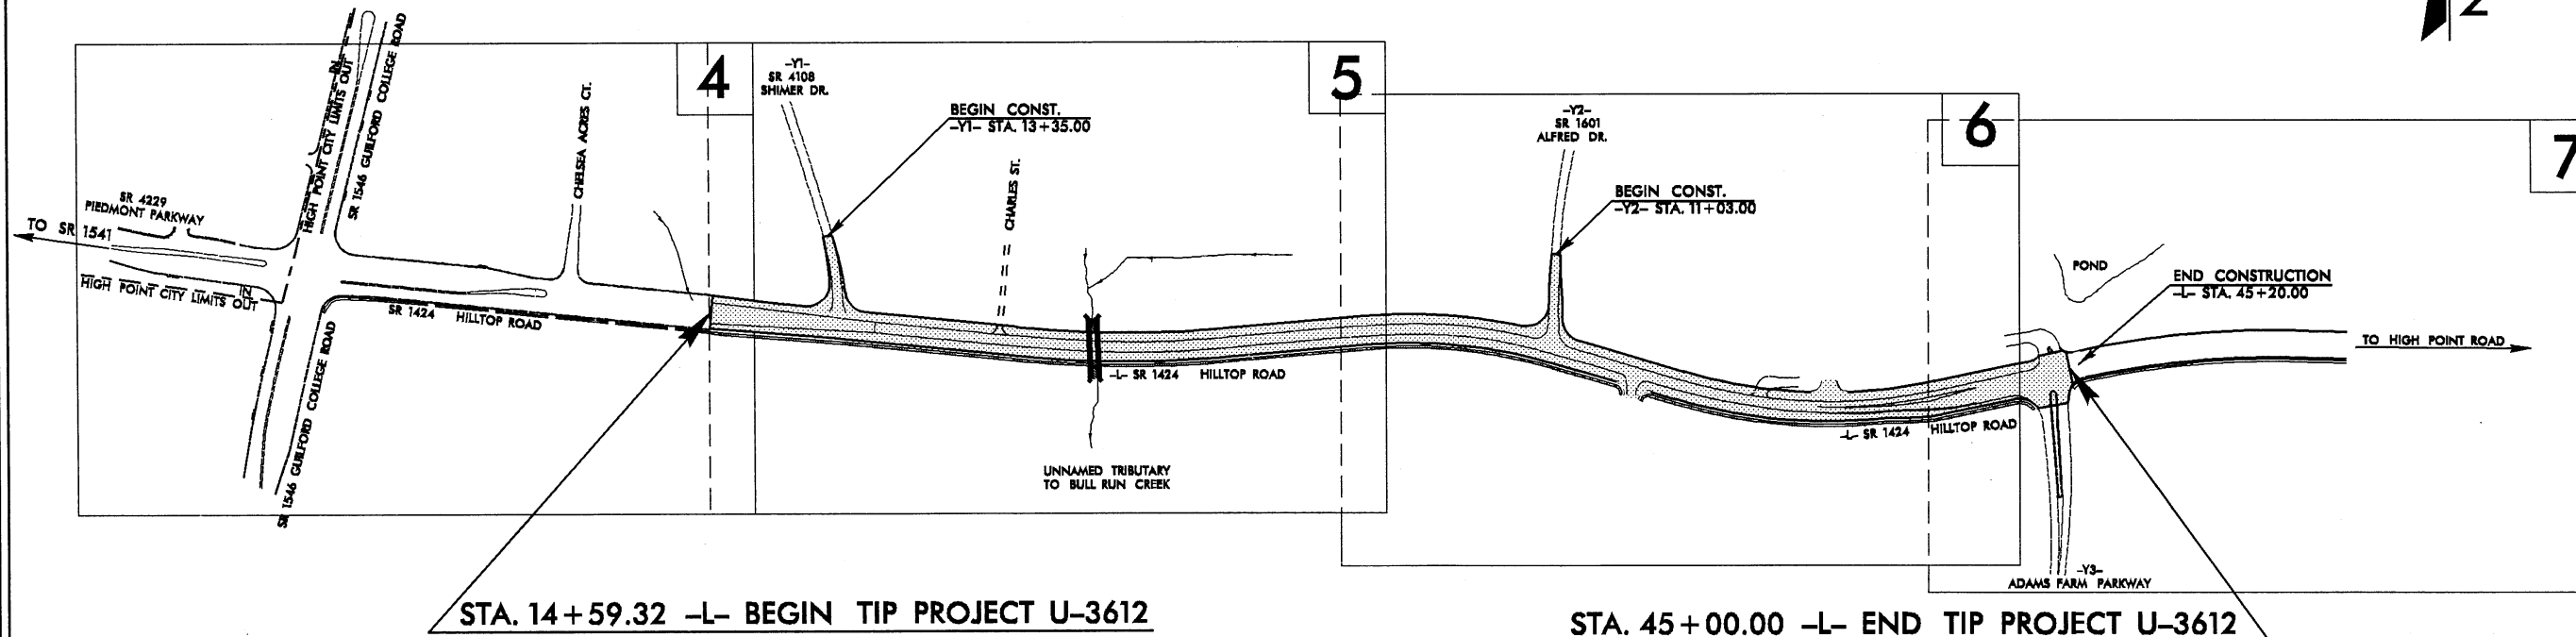 Z
4
5
6
7
-Y1-
SR 4108
SHIMER DR.
BEGIN CONST.
-Y1- STA. 13+35.00
-Y2-
SR 1601
ALFRED DR.
BEGIN CONST.
-Y2- STA. 11+03.00
IN
HIGH POINT CITY LIMITS OUT
SR 1546 GUILFORD COLLEGE ROAD
CHELSEA ACRES CT.
CHARLES ST.
SR 4229
PIEDMONT PARKWAY
TO SR 1541
IN
HIGH POINT CITY LIMITS OUT
SR 1424 HILLTOP ROAD
SR 1546 GUILFORD COLLEGE ROAD
POND
END CONSTRUCTION
-L- STA. 45+20.00
TO HIGH POINT ROAD
-L- SR 1424 HILLTOP ROAD
-L- SR 1424 HILLTOP ROAD
UNNAMED TRIBUTARY
TO BULL RUN CREEK
-Y3-
ADAMS FARM PARKWAY
STA. 14+59.32 -L- BEGIN TIP PROJECT U-3612
STA. 45+00.00 -L- END TIP PROJECT U-3612